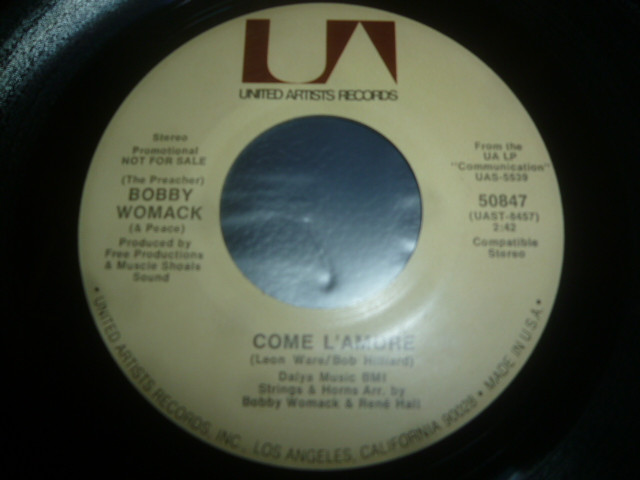 UA
UNITED ARTISTS RECORDS
Stereo
Promotional
NOT FOR SALE
(The Preacher)
BOBBY
WOMACK
(& Peace)
Produced by
Free Productions
& Muscle Shoals
Sound
From the
UA LP
"Communication"
UAS-5539
50847
(UAST-8457)
2:42
Compatible
Stereo
COME L'AMORE
(Leon Ware/Bob Hilliard)
Dalya Music BMI
Strings & Horns Arr. by
Bobby Womack & René Hall
• UNITED ARTISTS RECORDS, INC., LOS ANGELES, CALIFORNIA 90028 • MADE IN U.S.A. •